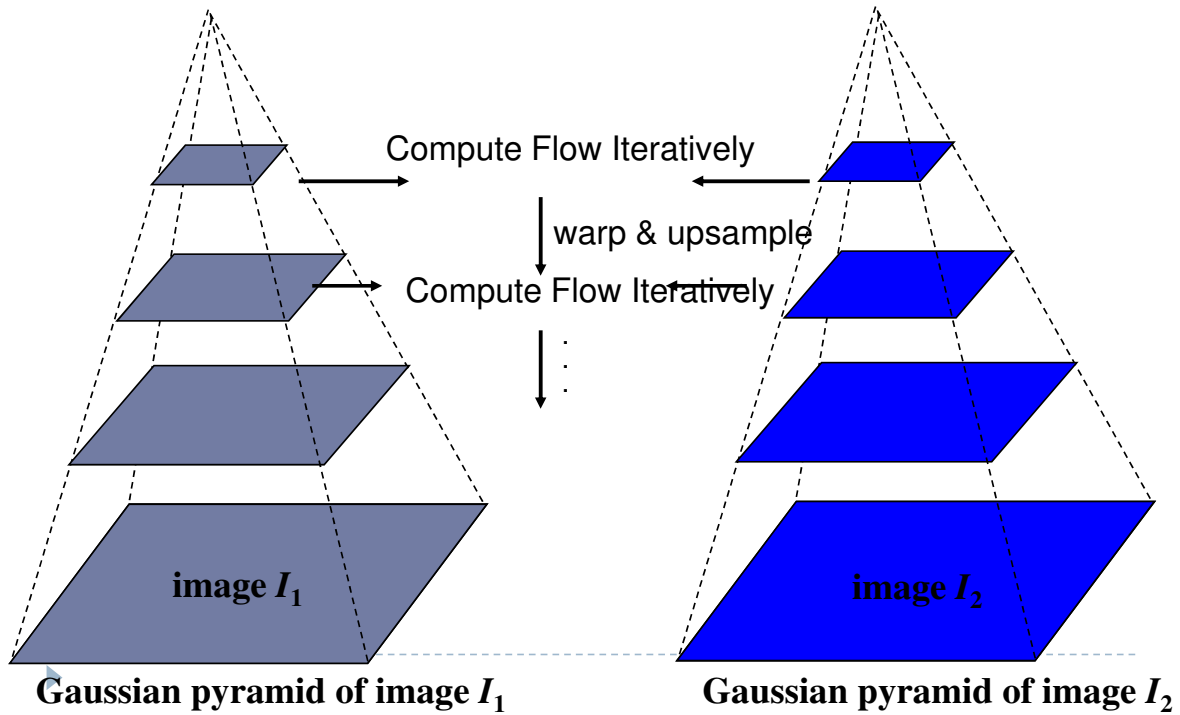 Compute Flow Iteratively
warp & upsample
Compute Flow Iteratively
.
.
.
image I₁
image I₂
Gaussian pyramid of image I₁
Gaussian pyramid of image I₂